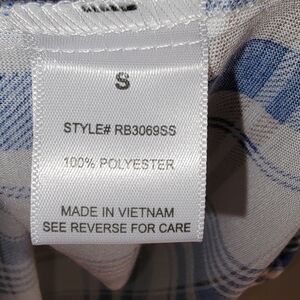 S
STYLE# RB3069SS
100% POLYESTER
MADE IN VIETNAM
SEE REVERSE FOR CARE